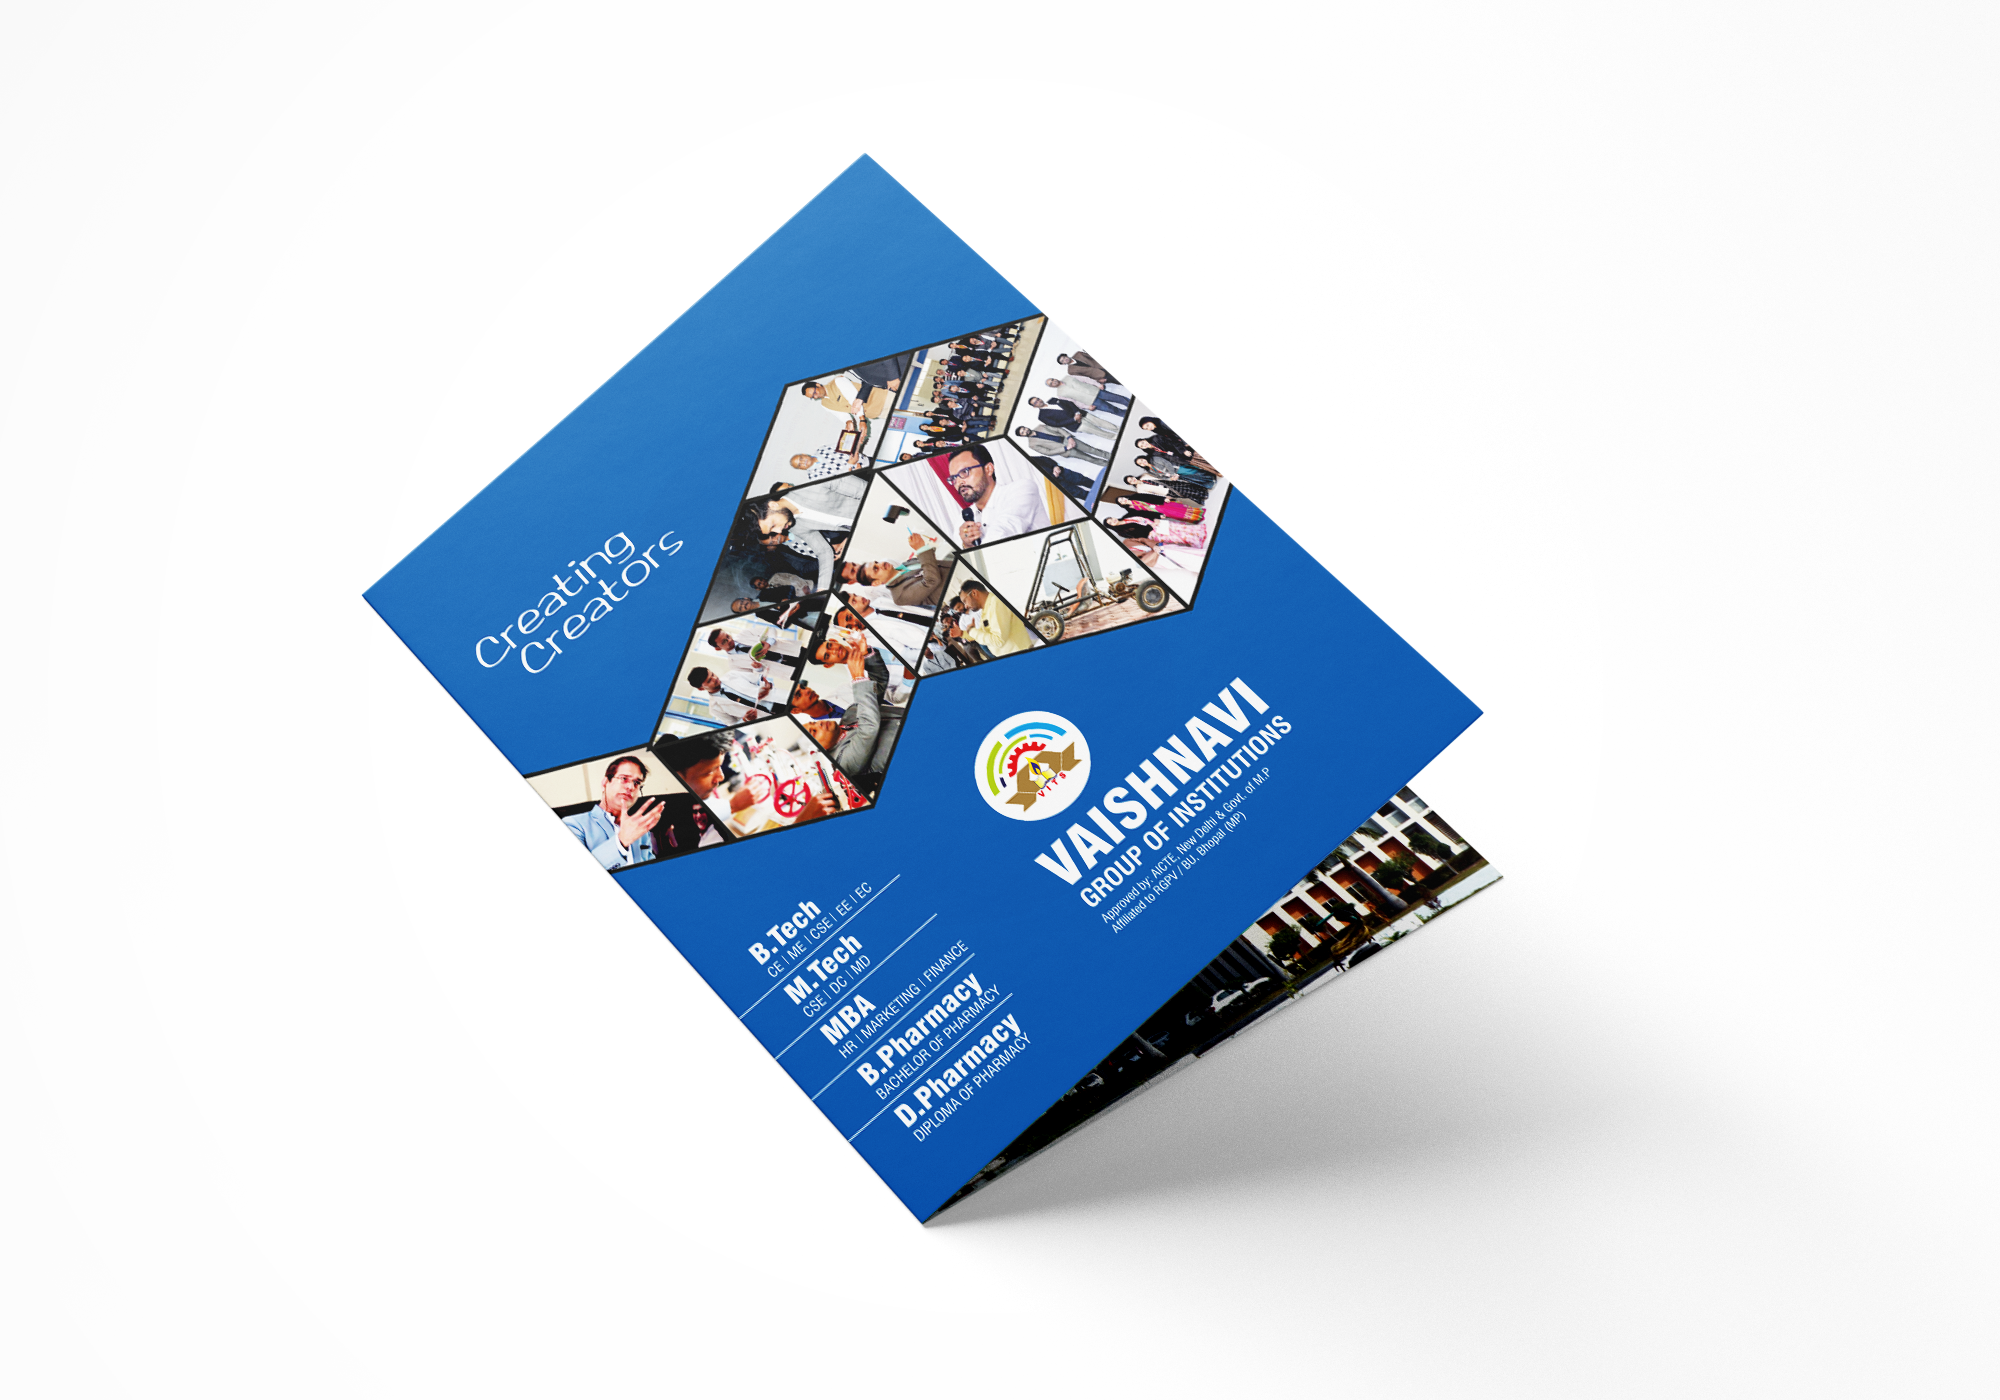 Creating
Creators
VITS
VAISHNAVI
GROUP OF INSTITUTIONS
Approved by: AICTE, New Delhi & Govt. of M.P
Affiliated to RGPV / BU, Bhopal (MP)
B.Tech
CE | ME | CSE | EE | EC
M.Tech
CSE | DC | MD
MBA
HR | MARKETING | FINANCE
B.Pharmacy
BACHELOR OF PHARMACY
D.Pharmacy
DIPLOMA OF PHARMACY